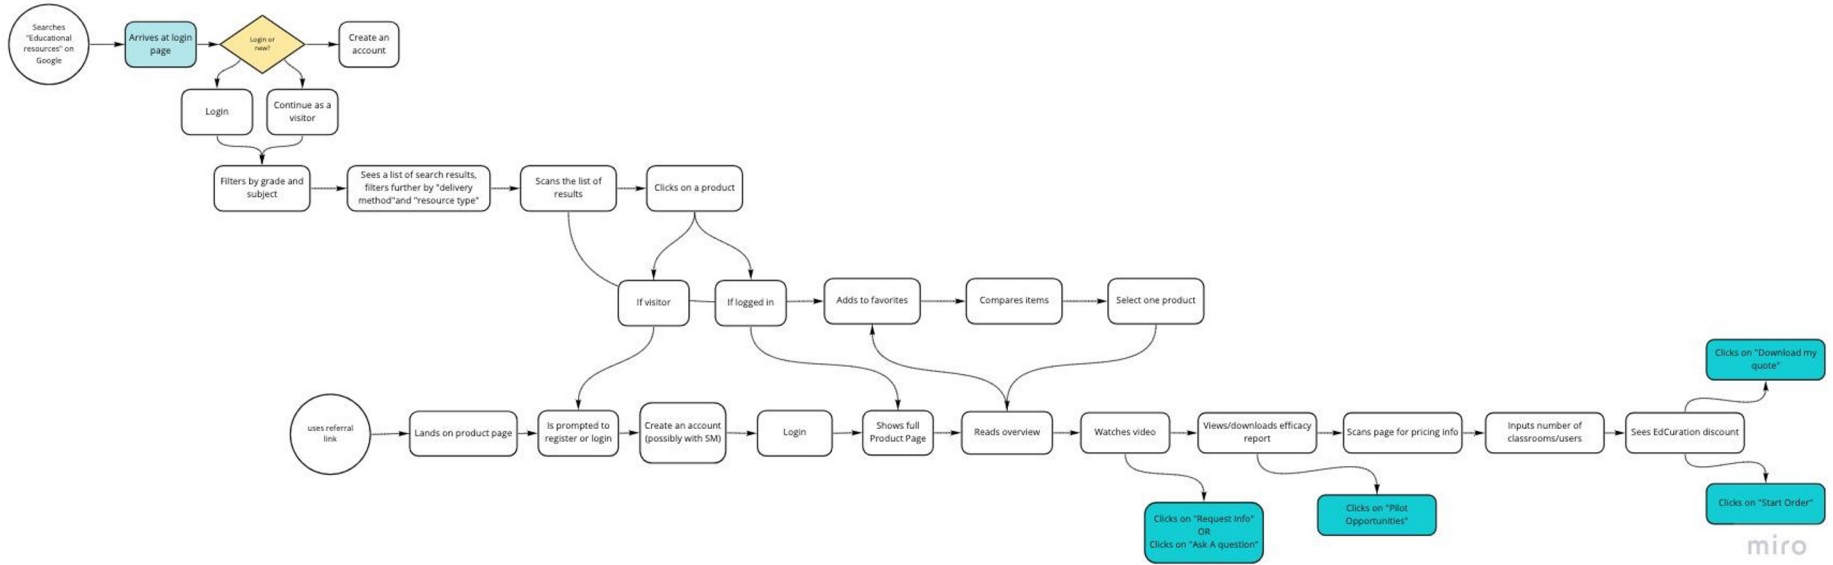 Searches
"Educational
resources" on
Google
Arrives at login
page
Login or
new?
Create an
account
Login
Continue as a
visitor
Filters by grade and
subject
Sees a list of search results,
filters further by "delivery
method"and "resource type"
Scans the list of
results
Clicks on a product
If visitor
If logged in
Adds to favorites
Compares items
Select one product
Clicks on "Download my
quote"
uses referral
link
Lands on product page
Is prompted to
register or login
Create an account
(possibly with SM)
Login
Shows full
Product Page
Reads overview
Watches video
Views/downloads efficacy
report
Scans page for pricing info
Inputs number of
classrooms/users
Sees EdCuration discount
Clicks on "Request Info"
OR
Clicks on "Ask A question"
Clicks on "Pilot
Opportunities"
Clicks on "Start Order"
miro